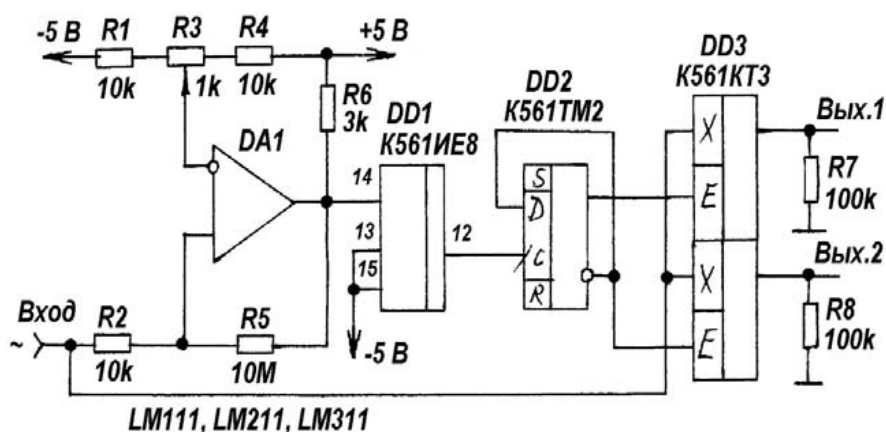 -5 В
R1
10k
R3
1k
R4
10k
+5 В
R6
3k
DA1
DD1
К561ИЕ8
14
13
15
12
-5 В
DD2
К561ТМ2
S
D
C
R
DD3
К561КТ3
X
E
X
E
Вых.1
R7
100k
Вых.2
R8
100k
Вход
~
R2
10k
R5
10M
LM111, LM211, LM311